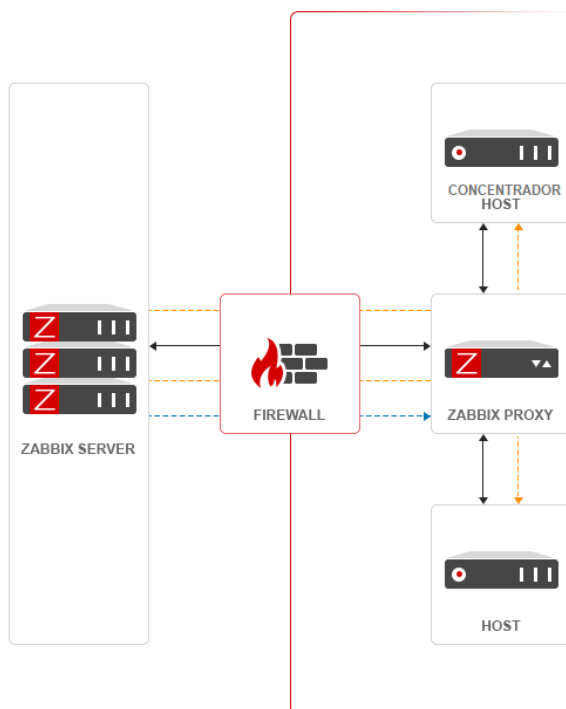 CONCENTRADOR
HOST
Z
Z
Z
Z
FIREWALL
ZABBIX PROXY
ZABBIX SERVER
HOST